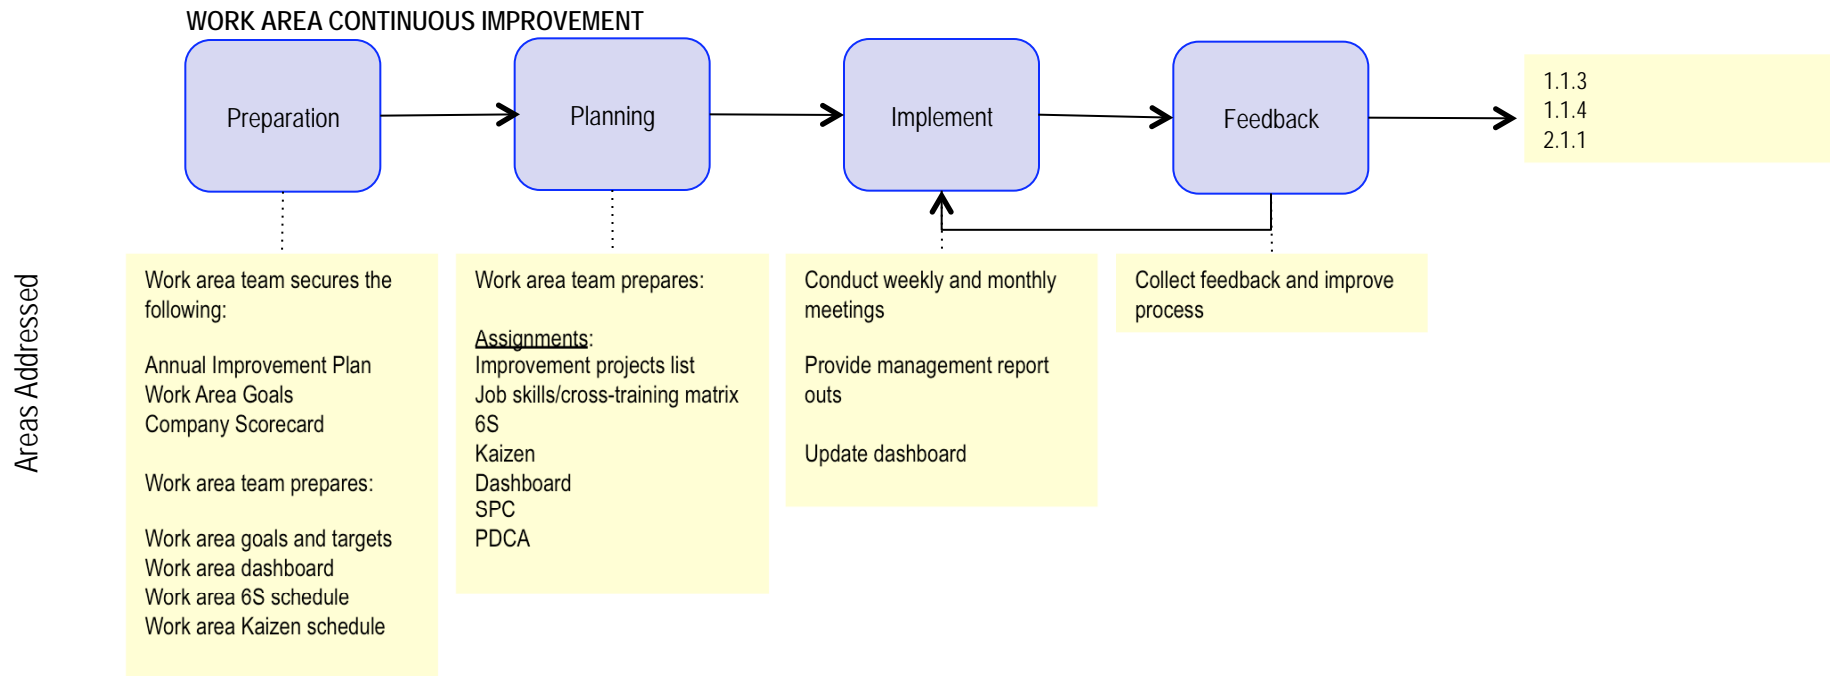 WORK AREA CONTINUOUS IMPROVEMENT
Preparation
Planning
Implement
Feedback
1.1.3
1.1.4
2.1.1
Areas Addressed
Work area team secures the
following:
Annual Improvement Plan
Work Area Goals
Company Scorecard
Work area team prepares:
Work area goals and targets
Work area dashboard
Work area 6S schedule
Work area Kaizen schedule
Work area team prepares:
Assignments:
Improvement projects list
Job skills/cross-training matrix
6S
Kaizen
Dashboard
SPC
PDCA
Conduct weekly and monthly
meetings
Provide management report
outs
Update dashboard
Collect feedback and improve
process